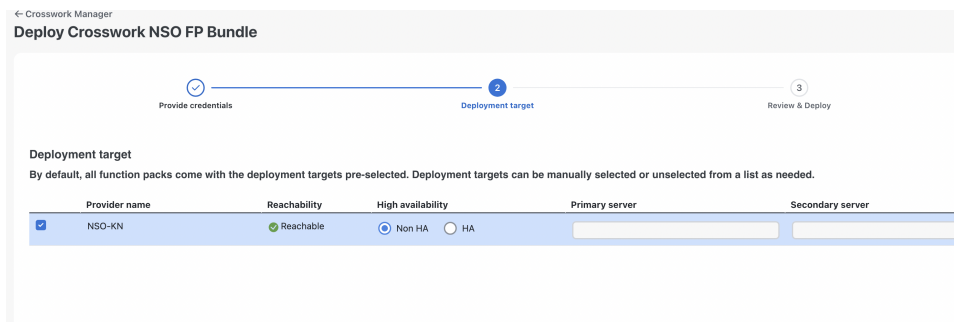 ← Crosswork Manager
Deploy Crosswork NSO FP Bundle
2
3
Provide credentials
Deployment target
Review & Deploy
Deployment target
By default, all function packs come with the deployment targets pre-selected. Deployment targets can be manually selected or unselected from a list as needed.
Provider name Reachability High availability Primary server Secondary server
NSO-KN Reachable Non HA HA